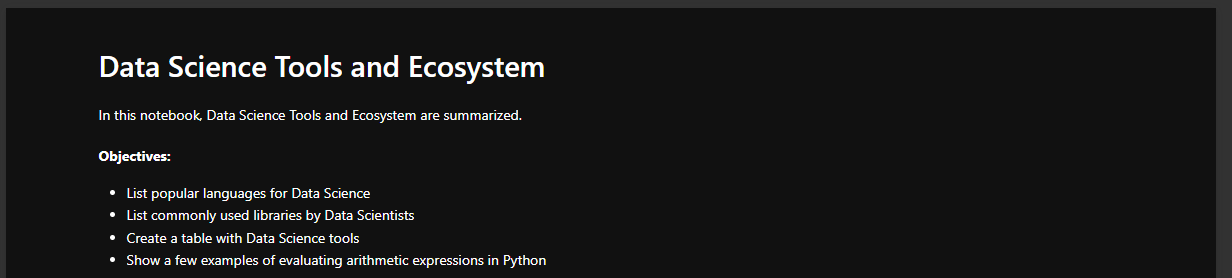 Data Science Tools and Ecosystem
In this notebook, Data Science Tools and Ecosystem are summarized.
Objectives:
• List popular languages for Data Science
• List commonly used libraries by Data Scientists
• Create a table with Data Science tools
• Show a few examples of evaluating arithmetic expressions in Python